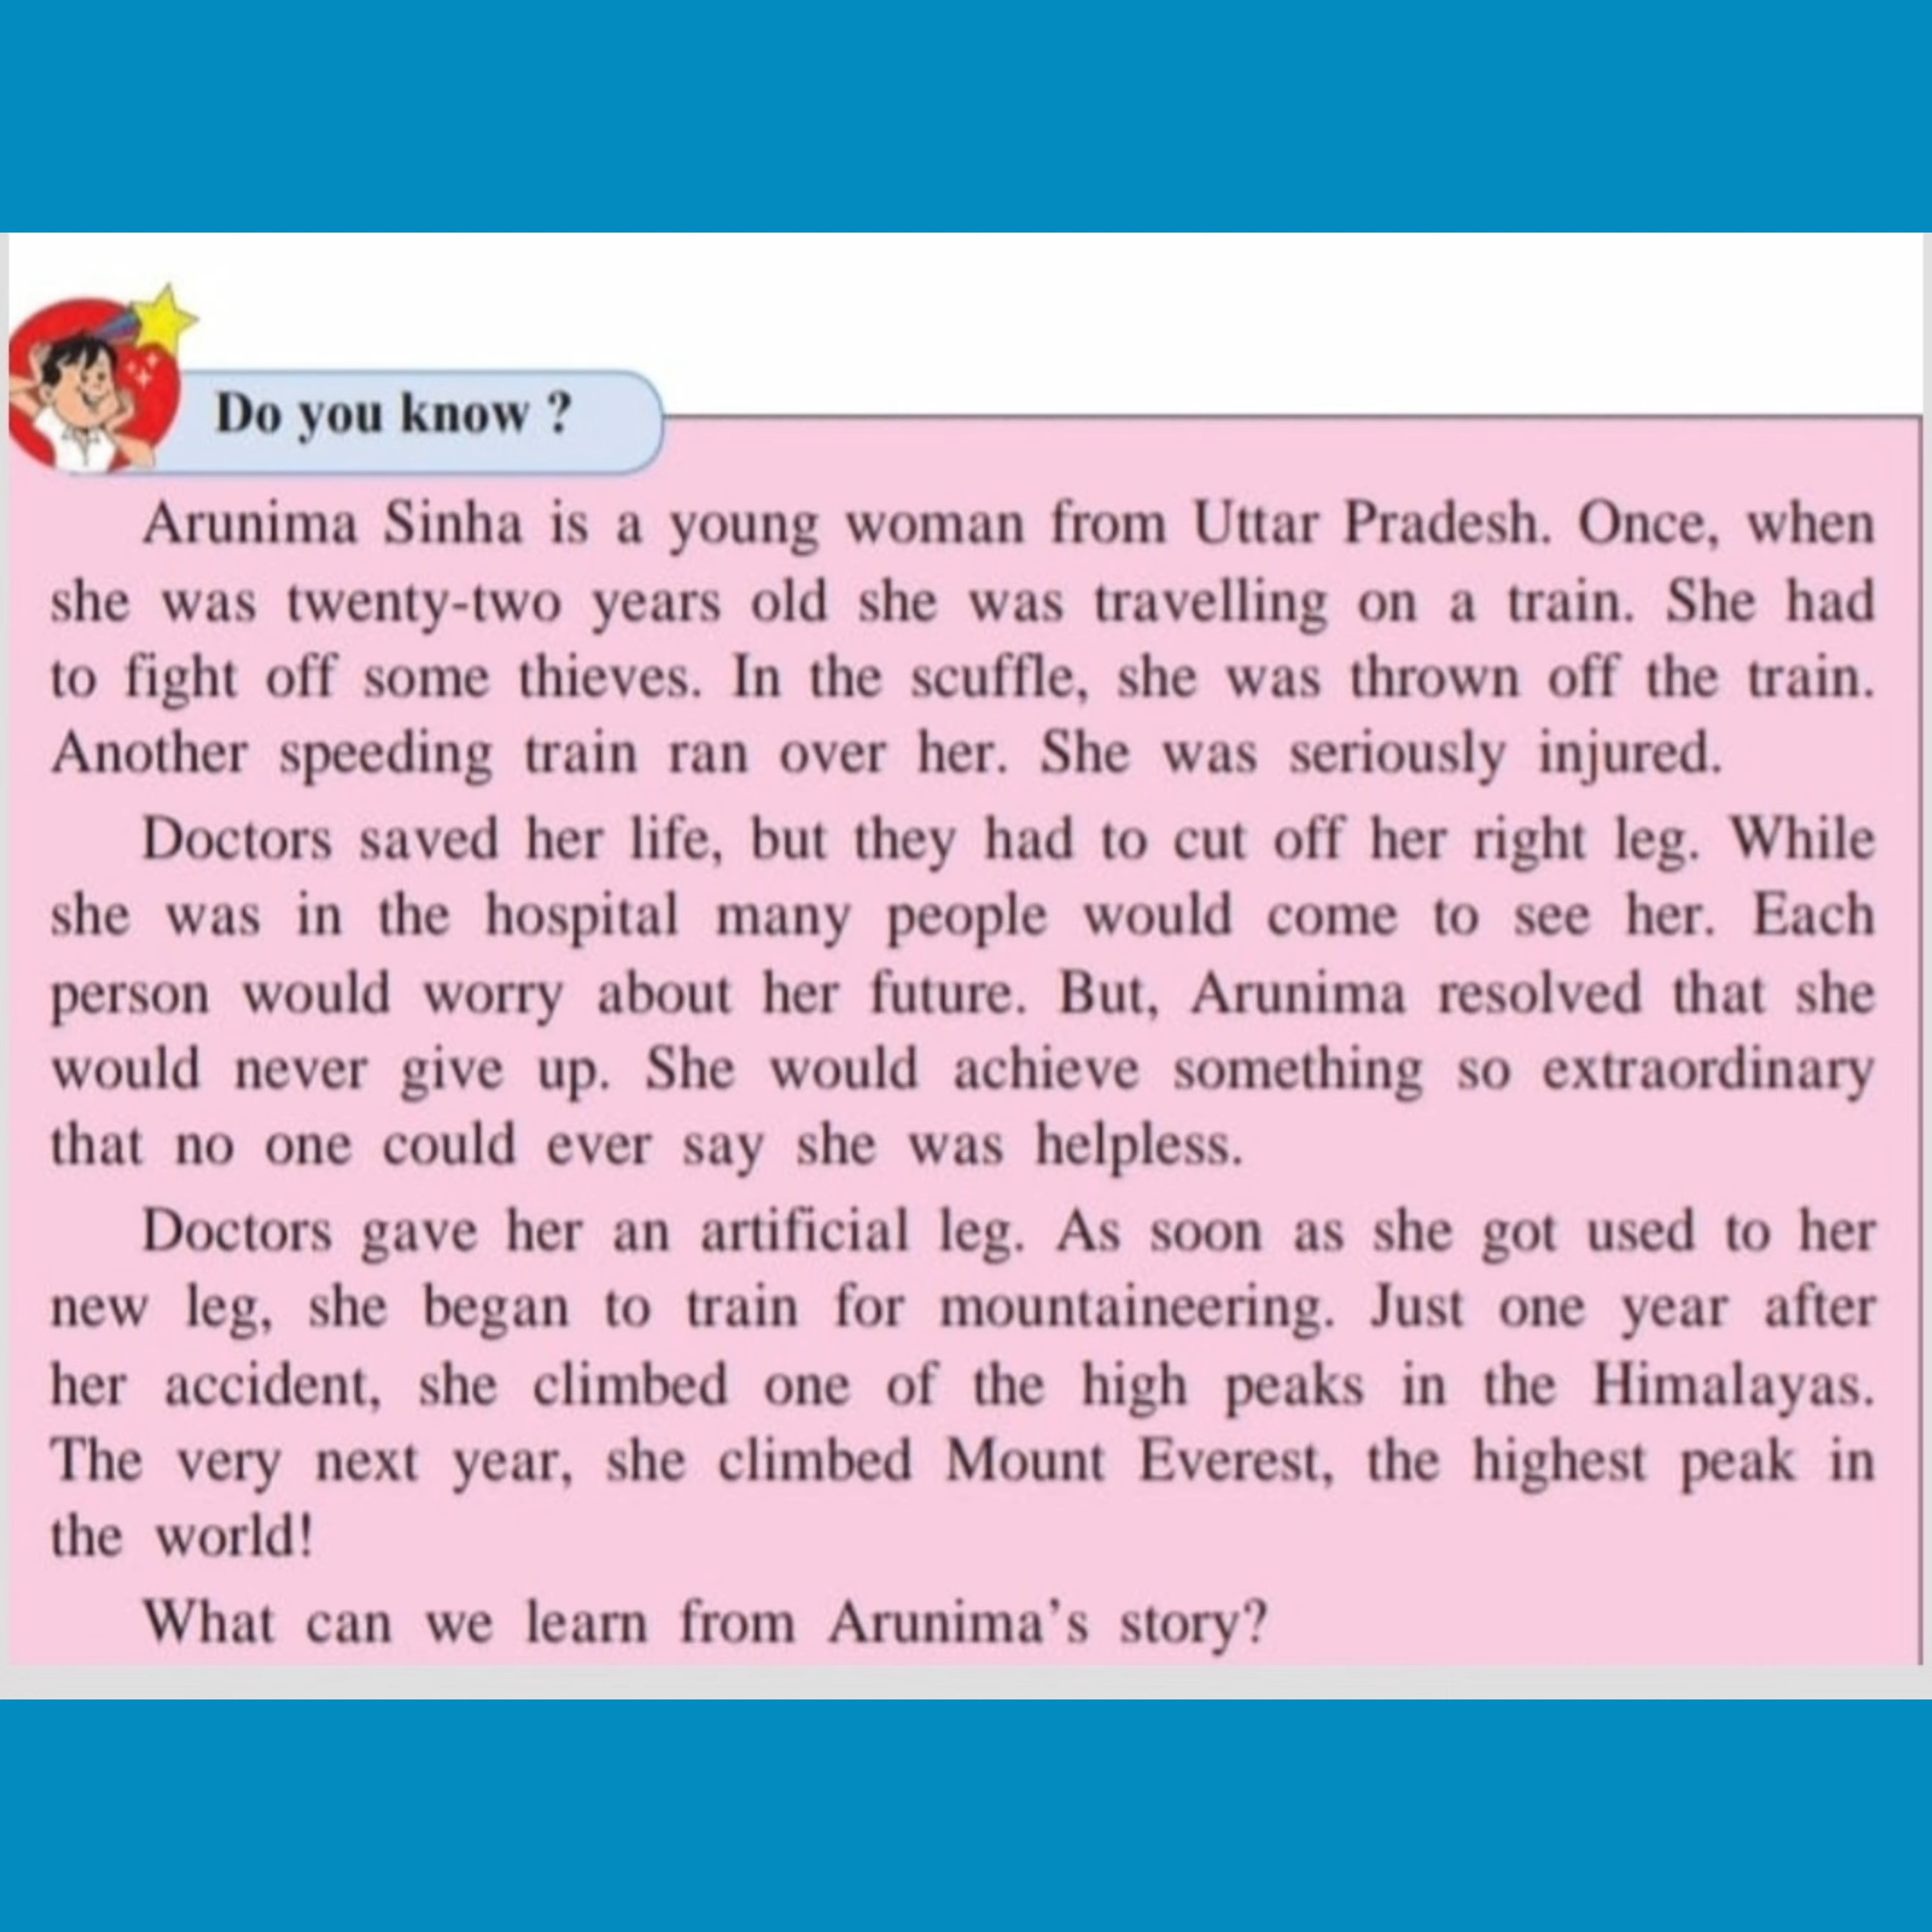 Do you know ?
Arunima Sinha is a young woman from Uttar Pradesh. Once, when
she was twenty-two years old she was travelling on a train. She had
to fight off some thieves. In the scuffle, she was thrown off the train.
Another speeding train ran over her. She was seriously injured.
Doctors saved her life, but they had to cut off her right leg. While
she was in the hospital many people would come to see her. Each
person would worry about her future. But, Arunima resolved that she
would never give up. She would achieve something so extraordinary
that no one could ever say she was helpless.
Doctors gave her an artificial leg. As soon as she got used to her
new leg, she began to train for mountaineering. Just one year after
her accident, she climbed one of the high peaks in the Himalayas.
The very next year, she climbed Mount Everest, the highest peak in
the world!
What can we learn from Arunima's story?